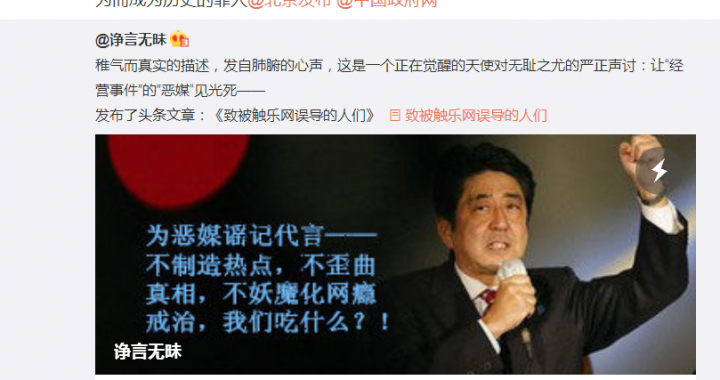 为而成为历史的罪人@北京发布 @中国政府网
@诤言无昧
稚气而真实的描述，发自肺腑的心声，这是一个正在觉醒的天使对无耻之尤的严正声讨：让"经
营事件"的"恶媒"见光死——
发布了头条文章：《致被触乐网误导的人们》 致被触乐网误导的人们
为恶媒谣记代言——
不制造热点，不歪曲
真相，不妖魔化网瘾
戒治，我们吃什么？！
诤言无昧